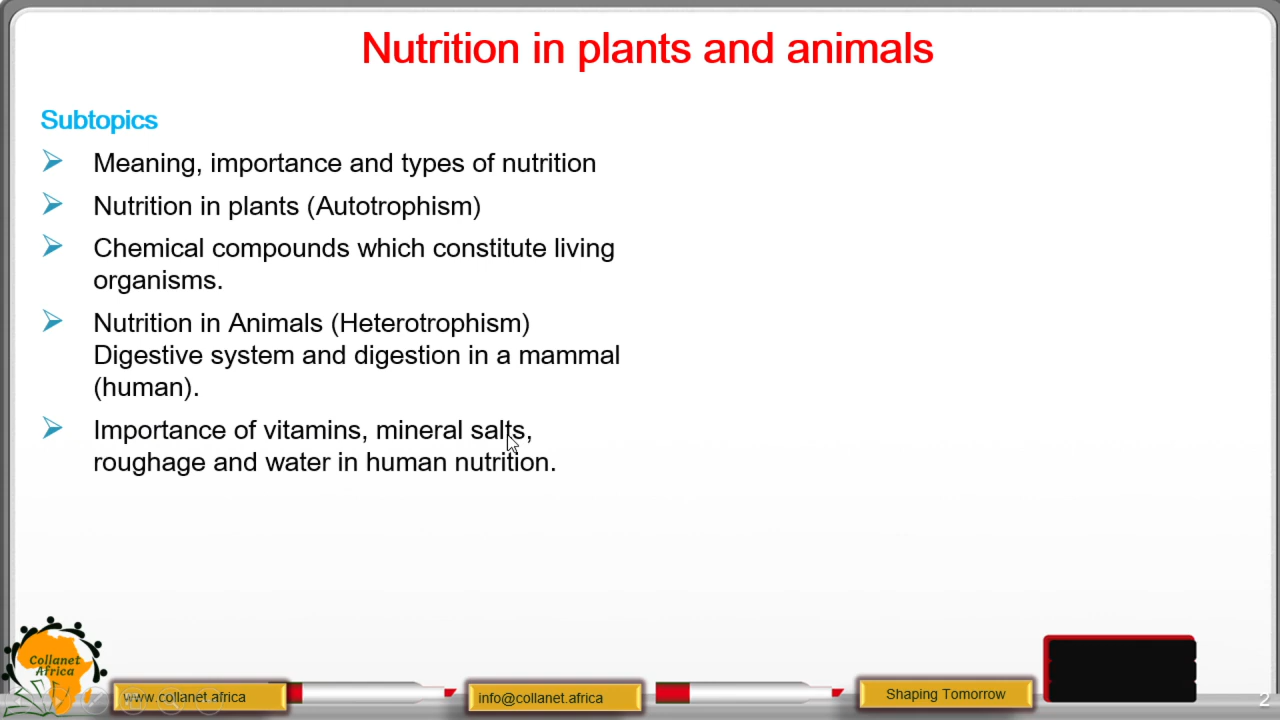 Nutrition in plants and animals
Subtopics
Meaning, importance and types of nutrition
Nutrition in plants (Autotrophism)
Chemical compounds which constitute living
organisms.
Nutrition in Animals (Heterotrophism)
Digestive system and digestion in a mammal
(human).
Importance of vitamins, mineral salts,
roughage and water in human nutrition.
Collanet
Africa
www.collanet.africa
info@collanet.africa
Shaping Tomorrow
2